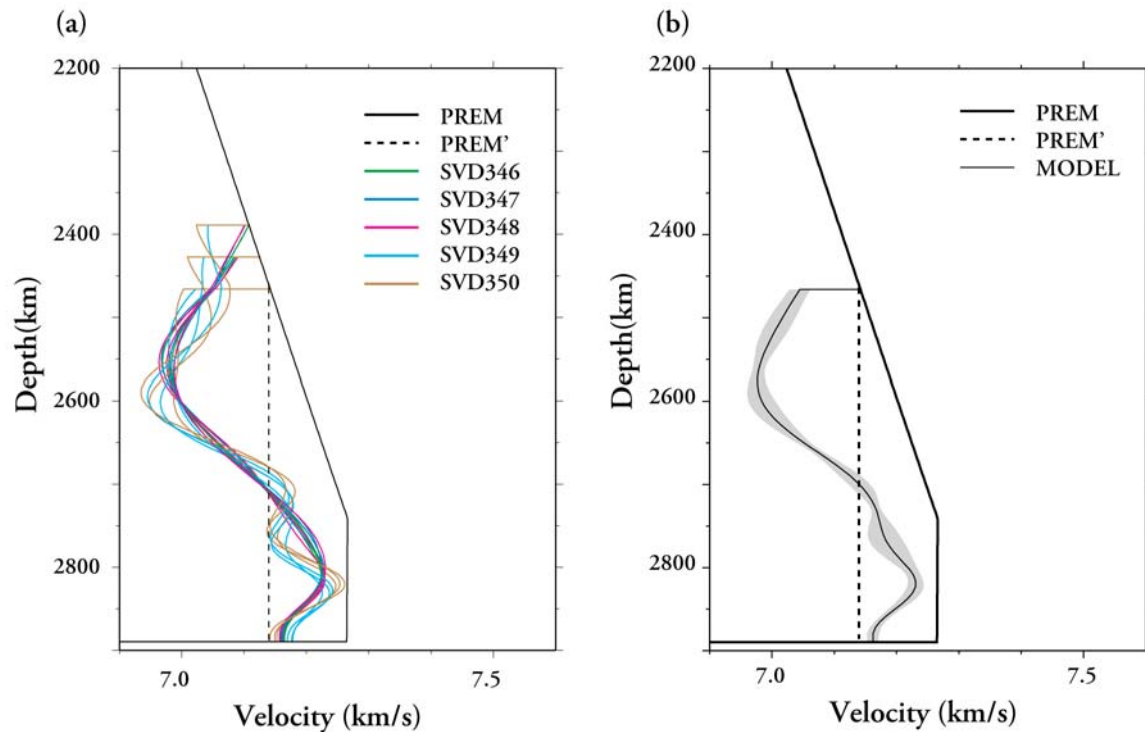 (a)
2200
2400
2600
2800
Depth(km)
7.0
7.5
Velocity (km/s)
PREM
PREM’
SVD346
SVD347
SVD348
SVD349
SVD350
(b)
2200
2400
2600
2800
Depth(km)
7.0
7.5
Velocity (km/s)
PREM
PREM’
MODEL